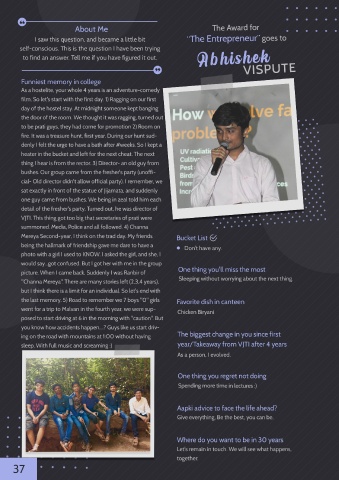 About Me
I saw this question, and became a little bit
self-conscious. This is the question I have been trying
to find an answer. Tell me if you have figured it out.
Funniest memory in college
As a hostelite, your whole 4 years is an adventure-comedy
film. So let's start with the first day. 1) Ragging on our first
day of the hostel stay. At midnight someone kept banging
the door of the room. We thought it was ragging, turned out
to be pratl guys, they had come for promotion 2) Room on
fire. It was a treasure hunt, first year. During our hunt sud-
denly I felt the urge to have a bath after #weeks. So I kept a
heater in the bucket and left for the next cheat. The next
thing I hear is from the rector. 3) Director- an old guy from
bushes. Our group came for the fresher's party (unoffi-
cial- Old director didn't allow official party). I remember, we
sat exactly in front of the statue of Jijamata, and suddenly
one guy came from bushes. We being in zeal told him each
detail of the fresher's party. Turned out, he was director of
VJTI. This thing got too big that secretaries of pratl were
summoned. Media, Police and all followed. 4) Channa
Mereya Second-year, I think on the trad day. My friends
being the hallmark of friendship gave me dare to have a
photo with a girl I used to KNOW. I asked the girl, and she, I
would say, got confused. But I got her with me in the group
picture. When I came back. Suddenly I was Ranbir of
"Channa Mereya". There are many stories left (2,3,4 years),
but I think there is a limit for an individual. So let's end with
the last memory. 5) Road to remember we 7 boys "O" girls
went for a trip to Malvan in the fourth year, we were sup-
posed to start driving at 6 in the morning with "caution" But
you know how accidents happen...? Guys like us start driv-
ing on the road with mountains at 1:00 without having
sleep. With full music and screaming :)
37
The Award for
"The Entrepreneur" goes to
Abhishek
VISPUTE
How we solve fa
proble
UV radiati
Cultiv
Pest
Birds
from
Incr
Bucket List
Don't have any
One thing you'll miss the most
Sleeping without worrying about the next thing.
Favorite dish in canteen
Chicken Biryani
The biggest change in you since first
year/Takeaway from VJTI after 4 years
As a person, I evolved.
One thing you regret not doing
Spending more time in lectures :)
Aapki advice to face the life ahead?
Give everything, Be the best, you can be.
Where do you want to be in 30 years
Let's remain in touch. We will see what happens,
together.